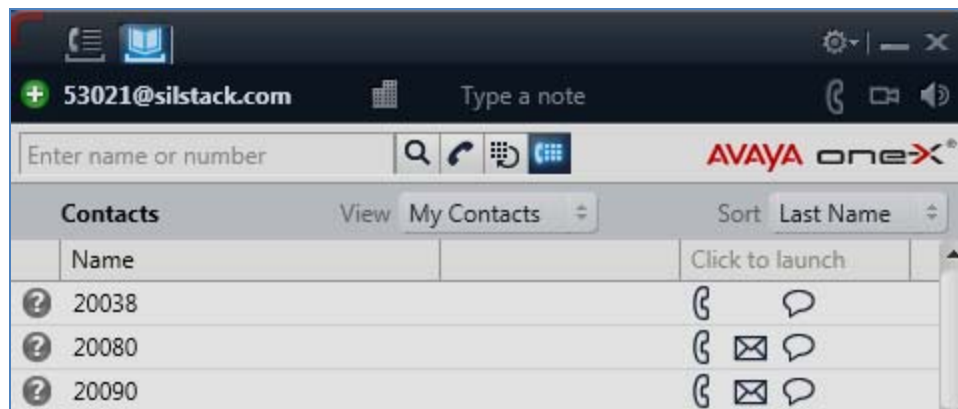 53021@silstack.com Type a note
Enter name or number AVAYA one-X®
Contacts View My Contacts Sort Last Name
Name Click to launch
20038
20080
20090